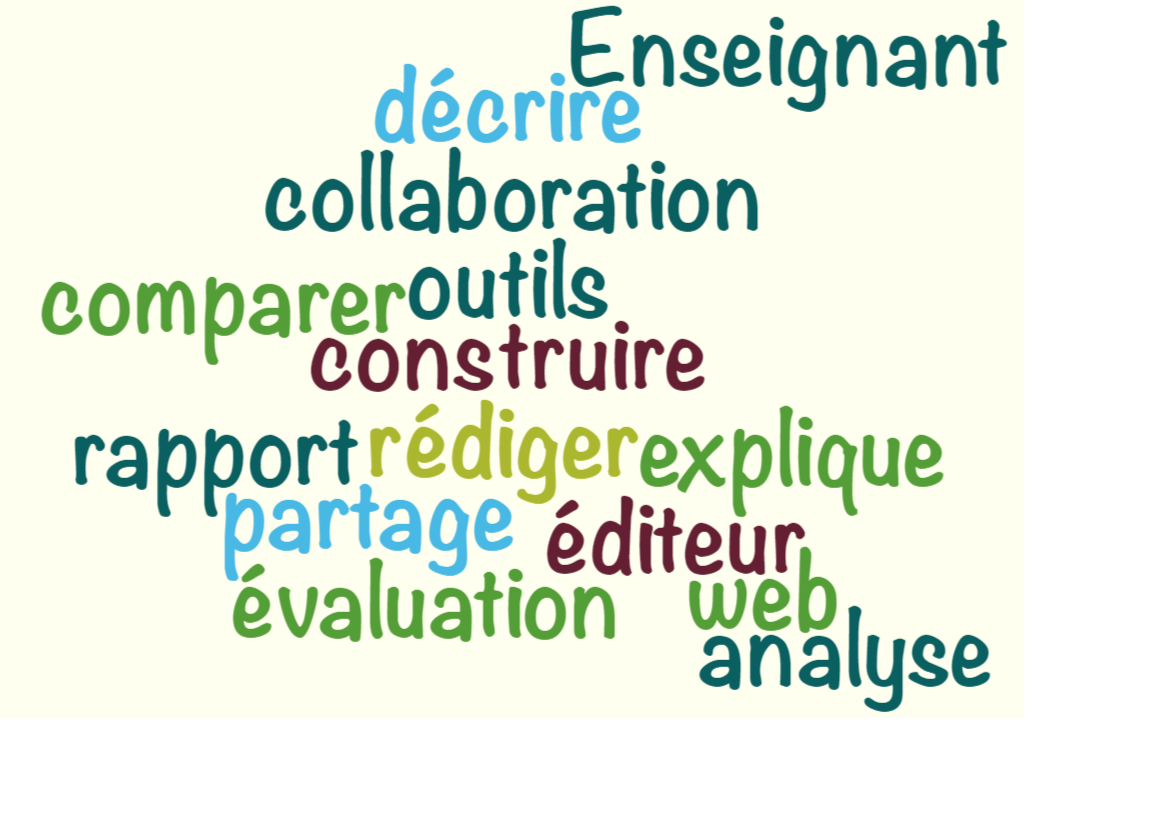 Enseignant
décrire
collaboration
comparer outils
construire
rapport rédiger explique
partage éditeur
évaluation web
analyse